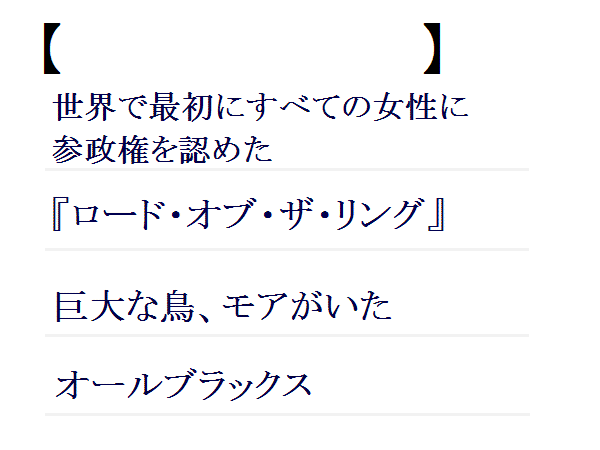 【　　　　　　　　　　】
世界で最初にすべての女性に
参政権を認めた
『ロード・オブ・ザ・リング』
巨大な鳥、モアがいた
オールブラックス